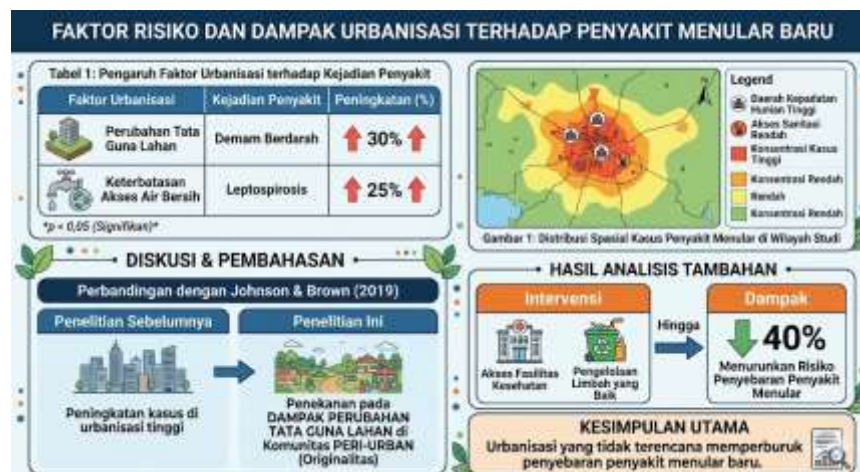 FAKTOR RISIKO DAN DAMPAK URBANISASI TERHADAP PENYAKIT MENULAR BARU
Tabel 1: Pengaruh Faktor Urbanisasi terhadap Kejadian Penyakit
Faktor Urbanisasi
Kejadian Penyakit
Peningkatan (%)
Perubahan Tata
Guna Lahan
Demam Berdarah
30%
Keterbatasan
Akses Air Bersih
Leptospirosis
25%
*p < 0,05 (Signifikan)*
Legend
Daerah Kepadatan
Hunian Tinggi
Akses Sanitasi
Rendah
Konsentrasi Kasus
Tinggi
Konsentrasi Rendah
Rendah
Konsentrasi Rendah
Gambar 1: Distribusi Spasial Kasus Penyakit Menular di Wilayah Studi
DISKUSI & PEMBAHASAN
Perbandingan dengan Johnson & Brown (2019)
Penelitian Sebelumnya
Peningkatan kasus di
urbanisasi tinggi
Penelitian Ini
Penekanan pada
DAMPAK PERUBAHAN
TATA GUNA LAHAN di
Komunitas PERI-URBAN
(Originalitas)
HASIL ANALISIS TAMBAHAN
Intervensi
Akses Fasilitas
Kesehatan
Pengelolaan
Limbah yang
Baik
Hingga
Dampak
40%
Menurunkan Risiko
Penyebaran Penyakit
Menular
KESIMPULAN UTAMA
Urbanisasi yang tidak terencana memperburuk
penyebaran penyakit menular baru.